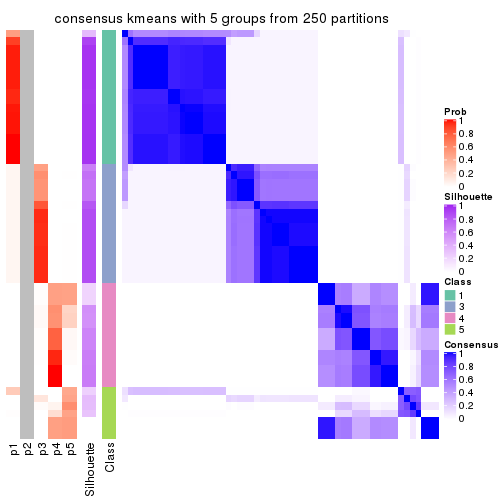 consensus kmeans with 5 groups from 250 partitions
Prob
1
0.8
0.6
0.4
0.2
0
Silhouette
1
0.8
0.6
0.4
0.2
0
Class
1
3
4
5
Consensus
1
0.8
0.6
0.4
0.2
0
p1
p2
p3
p4
p5
Silhouette
Class